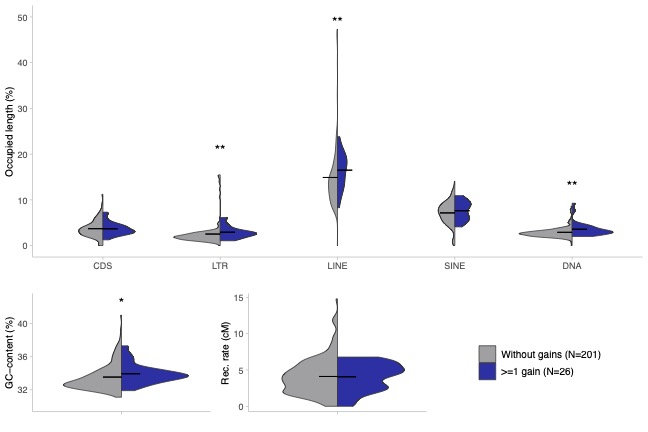 50
**
40
30
**
20
**
10
0
Occupied length (%)
CDS LTR LINE SINE DNA
*
40
36
32
GC−content (%)
15
10
5
0
Rec. rate (cM)
Without gains (N=201)
>=1 gain (N=26)